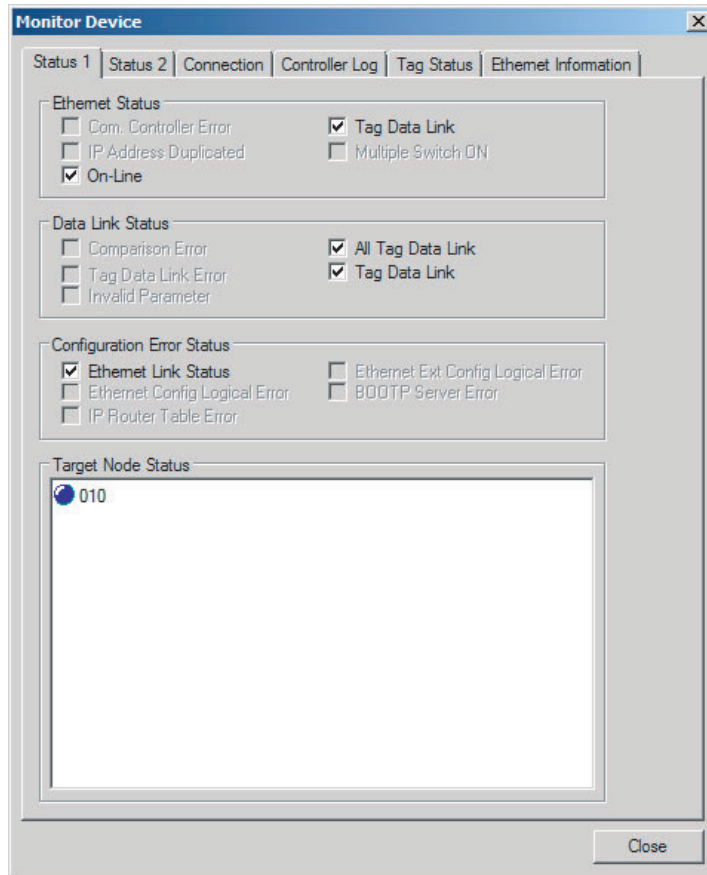 Monitor Device
Status 1 Status 2 Connection Controller Log Tag Status Ethernet Information
Ethernet Status
Com. Controller Error Tag Data Link
IP Address Duplicated Multiple Switch ON
On-Line
Data Link Status
Comparison Error All Tag Data Link
Tag Data Link Error Tag Data Link
Invalid Parameter
Configuration Error Status
Ethernet Link Status Ethernet Ext Config Logical Error
Ethernet Config Logical Error BOOTP Server Error
IP Router Table Error
Target Node Status
010
Close